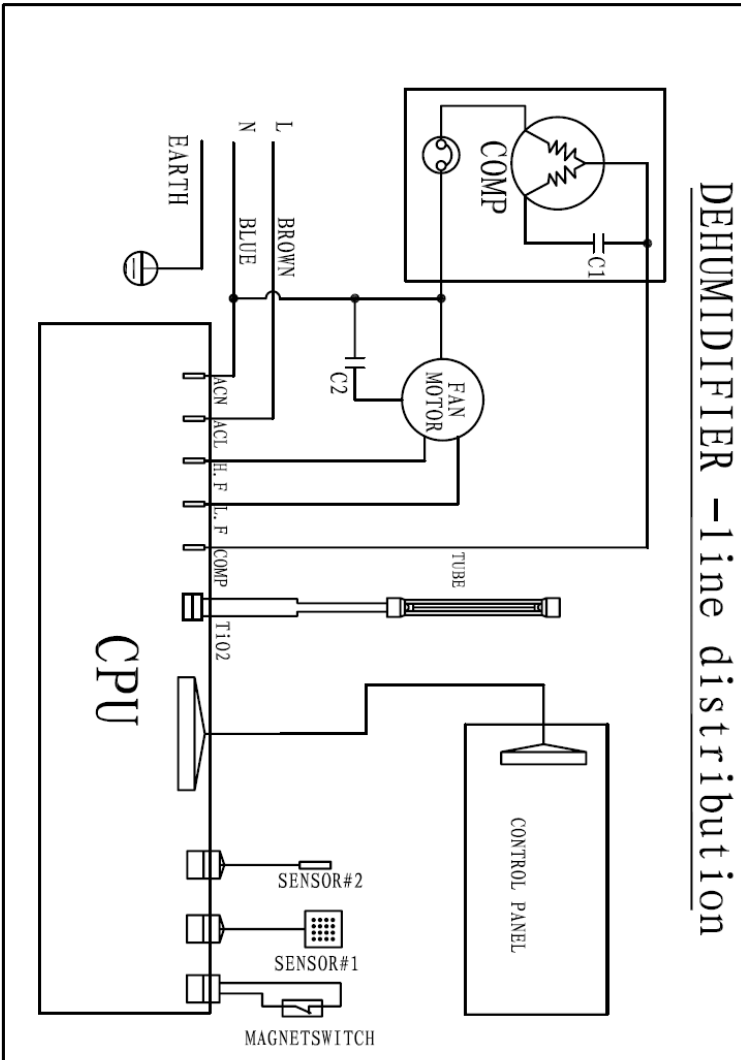 DEHUMIDIFIER -line distribution
COMP
C1
L
N
EARTH
BROWN
BLUE
C2
FAN
MOTOR
ACN
ACL
H.F
L.F
COMP
TiO2
TUBE
CPU
CONTROL PANEL
SENSOR#2
SENSOR#1
MAGNETSWITCH